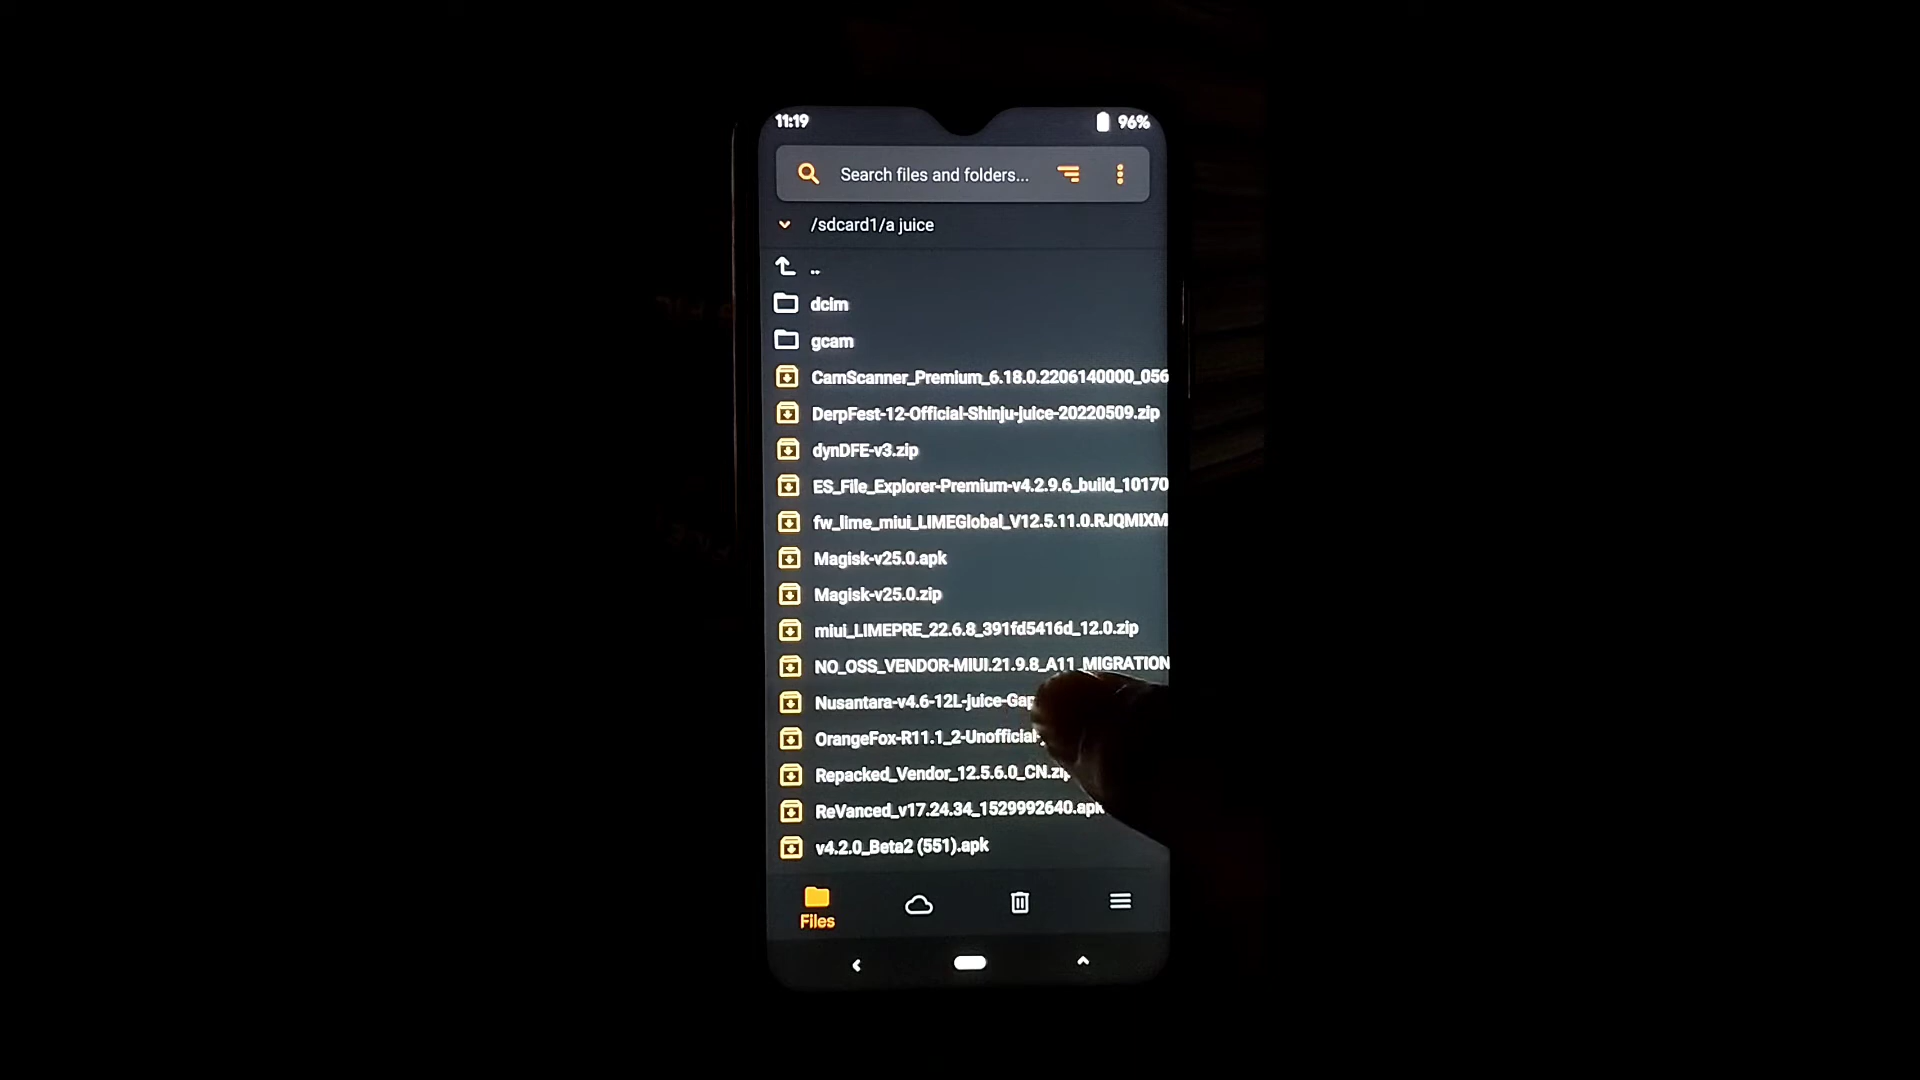 11:19
96%
Search files and folders...
/sdcard1/a juice
..
dcim
gcam
CamScanner_Premium_6.18.0.2206140000_056
DerpFest-12-Official-Shinju-juice-20220509.zip
dynDFE-v3.zip
ES_File_Explorer-Premium-v4.2.9.6_build_10170
fw_lime_miui_LIMEGlobal_V12.5.11.0.RJQMIXM
Magisk-v25.0.apk
Magisk-v25.0.zip
miui_LIMEPRE_22.6.8_391fd5416d_12.0.zip
NO_OSS_VENDOR-MIUI.21.9.8_A11_MIGRATION
Nusantara-v4.6-12L-juice-Gap
OrangeFox-R11.1_2-Unofficial-
Repacked_Vendor_12.5.6.0_CN.zip
ReVanced_v17.24.34_1529992640.apk
v4.2.0_Beta2 (551).apk
Files